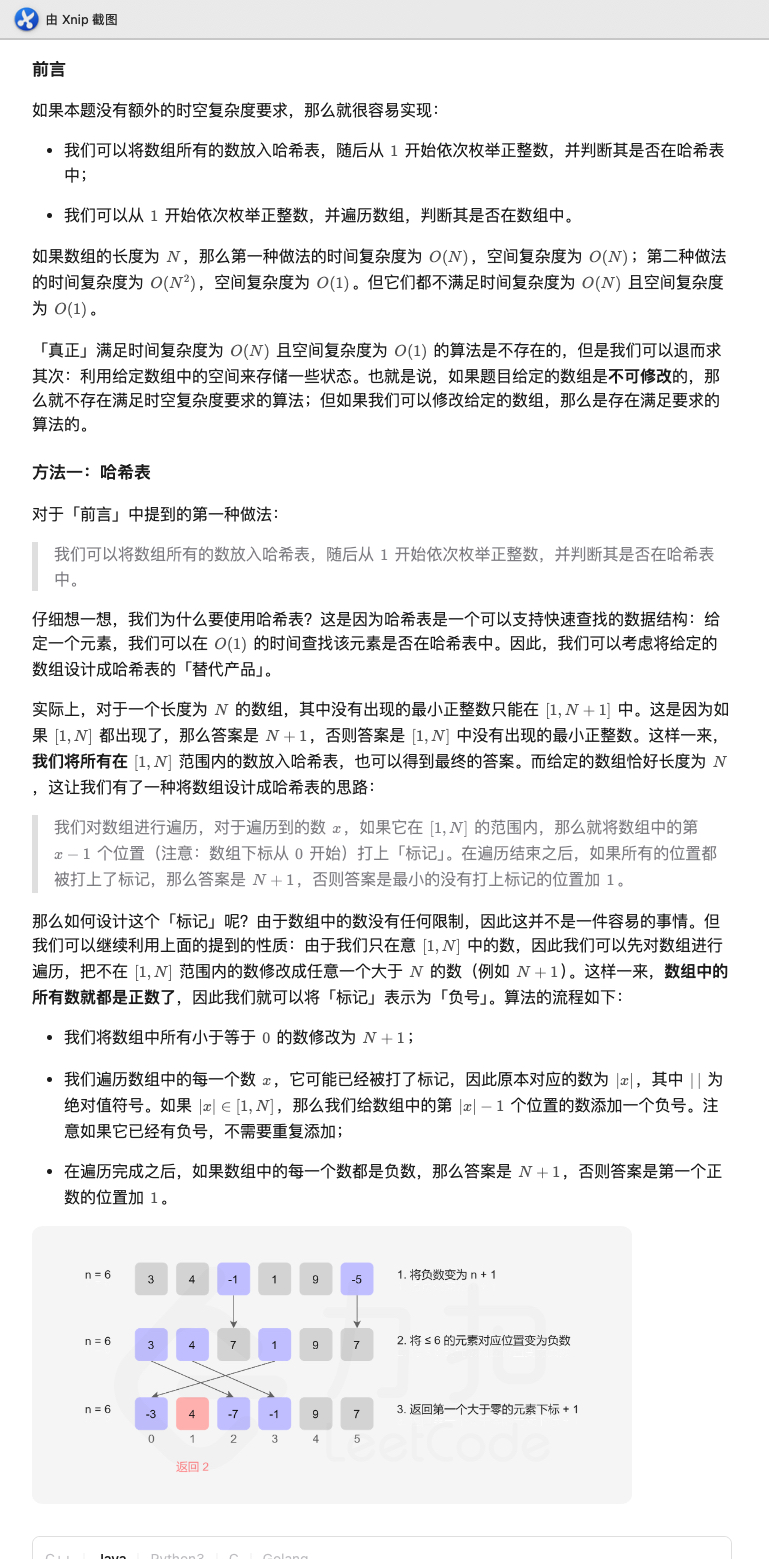 由 Xnip 截图
前言
如果本题没有额外的时空复杂度要求，那么就很容易实现：
• 我们可以将数组所有的数放入哈希表，随后从 1 开始依次枚举正整数，并判断其是否在哈希表
中；
• 我们可以从 1 开始依次枚举正整数，并遍历数组，判断其是否在数组中。
如果数组的长度为 N，那么第一种做法的时间复杂度为 O(N)，空间复杂度为 O(N)；第二种做法
的时间复杂度为 O(N²)，空间复杂度为 O(1)。但它们都不满足时间复杂度为 O(N) 且空间复杂度
为 O(1)。
「真正」满足时间复杂度为 O(N) 且空间复杂度为 O(1) 的算法是不存在的，但是我们可以退而求
其次：利用给定数组中的空间来存储一些状态。也就是说，如果题目给定的数组是不可修改的，那
么就不存在满足时空复杂度要求的算法；但如果我们可以修改给定的数组，那么是存在满足要求的
算法的。
方法一：哈希表
对于「前言」中提到的第一种做法：
我们可以将数组所有的数放入哈希表，随后从 1 开始依次枚举正整数，并判断其是否在哈希表
中。
仔细想一想，我们为什么要使用哈希表？这是因为哈希表是一个可以支持快速查找的数据结构：给
定一个元素，我们可以在 O(1) 的时间查找该元素是否在哈希表中。因此，我们可以考虑将给定的
数组设计成哈希表的「替代产品」。
实际上，对于一个长度为 N 的数组，其中没有出现的最小正整数只能在 [1, N + 1] 中。这是因为如
果 [1, N] 都出现了，那么答案是 N + 1，否则答案是 [1, N] 中没有出现的最小正整数。这样一来，
我们将所有在 [1, N] 范围内的数放入哈希表，也可以得到最终的答案。而给定的数组恰好长度为 N
，这让我们有了一种将数组设计成哈希表的思路：
我们对数组进行遍历，对于遍历到的数 x，如果它在 [1, N] 的范围内，那么就将数组中的第
x − 1 个位置（注意：数组下标从 0 开始）打上「标记」。在遍历结束之后，如果所有的位置都
被打上了标记，那么答案是 N + 1，否则答案是最小的没有打上标记的位置加 1。
那么如何设计这个「标记」呢？由于数组中的数没有任何限制，因此这并不是一件容易的事情。但
我们可以继续利用上面的提到的性质：由于我们只在意 [1, N] 中的数，因此我们可以先对数组进行
遍历，把不在 [1, N] 范围内的数修改成任意一个大于 N 的数（例如 N + 1）。这样一来，数组中的
所有数就都是正数了，因此我们就可以将「标记」表示为「负号」。算法的流程如下：
• 我们将数组中所有小于等于 0 的数修改为 N + 1；
• 我们遍历数组中的每一个数 x，它可能已经被打了标记，因此原本对应的数为 |x|，其中 | | 为
绝对值符号。如果 |x| ∈ [1, N]，那么我们给数组中的第 |x| − 1 个位置的数添加一个负号。注
意如果它已经有负号，不需要重复添加；
• 在遍历完成之后，如果数组中的每一个数都是负数，那么答案是 N + 1，否则答案是第一个正
数的位置加 1。
n = 6 3 4 -1 1 9 -5 1. 将负数变为 n + 1
n = 6 3 4 7 1 9 7 2. 将 ≤ 6 的元素对应位置变为负数
n = 6 -3 4 -7 -1 9 7 3. 返回第一个大于零的元素下标 + 1
0 1 2 3 4 5
返回 2
力扣
LeetCode
C++ Java Python3 C Golang